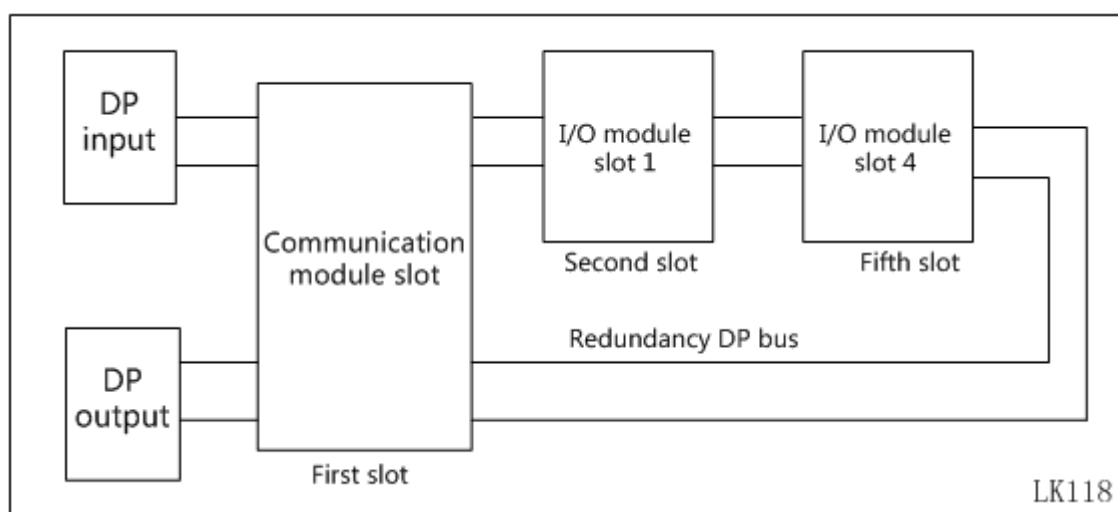 DP
input
Communication
module slot
First slot
I/O module
slot 1
Second slot
I/O module
slot 4
Fifth slot
Redundancy DP bus
DP
output
LK118